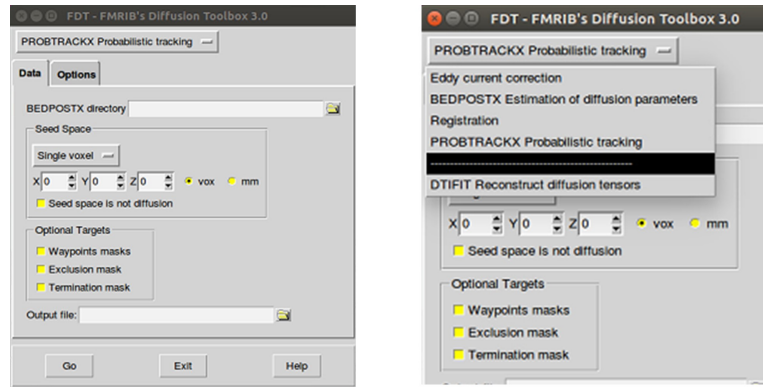 FDT - FMRIB's Diffusion Toolbox 3.0
PROBTRACKX Probabilistic tracking
Data Options
BEDPOSTX directory
Seed Space
Single voxel
X 0 Y 0 Z 0 vox mm
Seed space is not diffusion
Optional Targets
Waypoints masks
Exclusion mask
Termination mask
Output file:
Go Exit Help
FDT - FMRIB's Diffusion Toolbox 3.0
PROBTRACKX Probabilistic tracking
Eddy current correction
BEDPOSTX Estimation of diffusion parameters
Registration
PROBTRACKX Probabilistic tracking
------------------------------------------------
DTIFIT Reconstruct diffusion tensors
X 0 Y 0 Z 0 vox mm
Seed space is not diffusion
Optional Targets
Waypoints masks
Exclusion mask
Termination mask